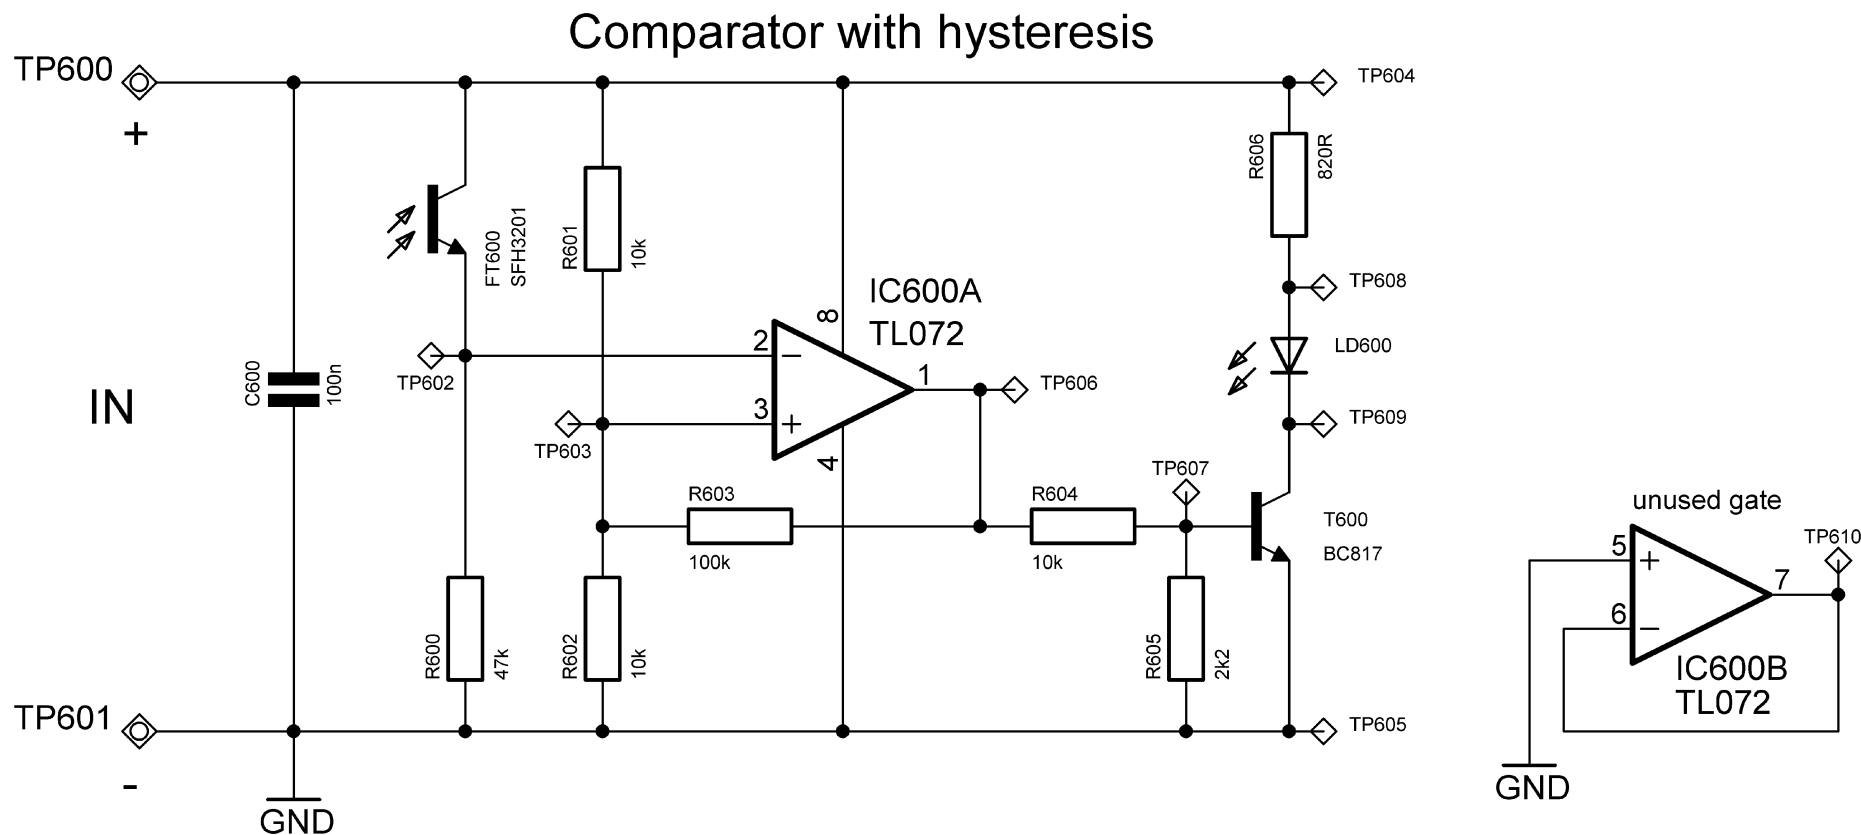 Comparator with hysteresis
TP600
+
TP604
R606
820R
FT600
SFH3201
R601
10k
IC600A
TL072
8
TP608
2
−
TP602
LD600
C600
100n
IN
1
TP606
3
+
TP603
TP609
4
R603
100k
R604
10k
TP607
T600
BC817
unused gate
TP610
5
+
7
6
−
IC600B
TL072
R600
47k
R602
10k
R605
2k2
TP601
-
TP605
GND
GND